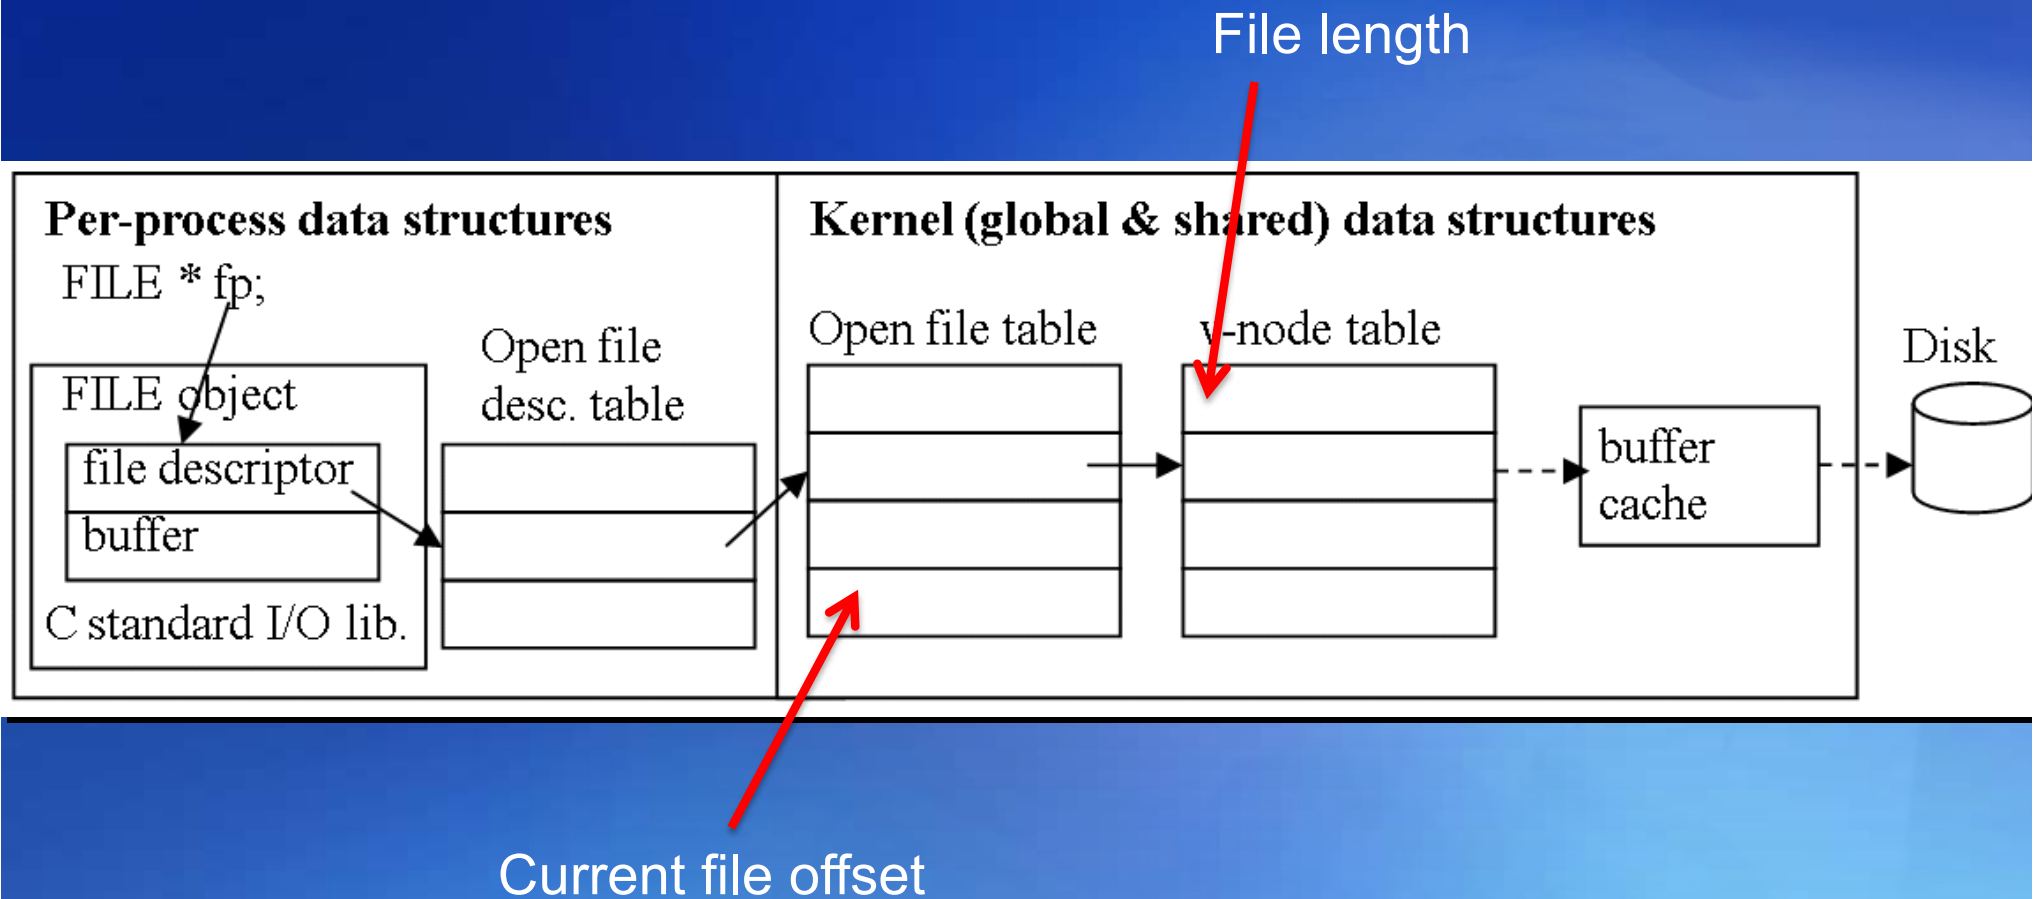 File length
Per-process data structures
Kernel (global & shared) data structures
FILE * fp;
Open file
desc. table
Open file table
v-node table
Disk
FILE object
file descriptor
buffer
C standard I/O lib.
buffer
cache
Current file offset